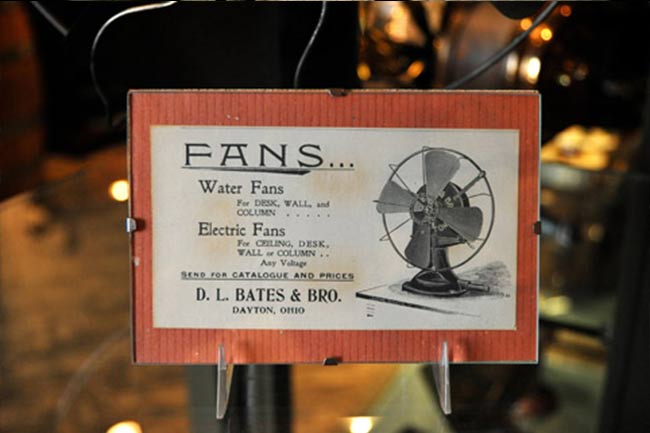 FANS...
Water Fans
For DESK, WALL, and
COLUMN . . . . .
Electric Fans
For CEILING, DESK,
WALL or COLUMN . .
Any Voltage
SEND FOR CATALOGUE AND PRICES
D. L. BATES & BRO.
DAYTON, OHIO